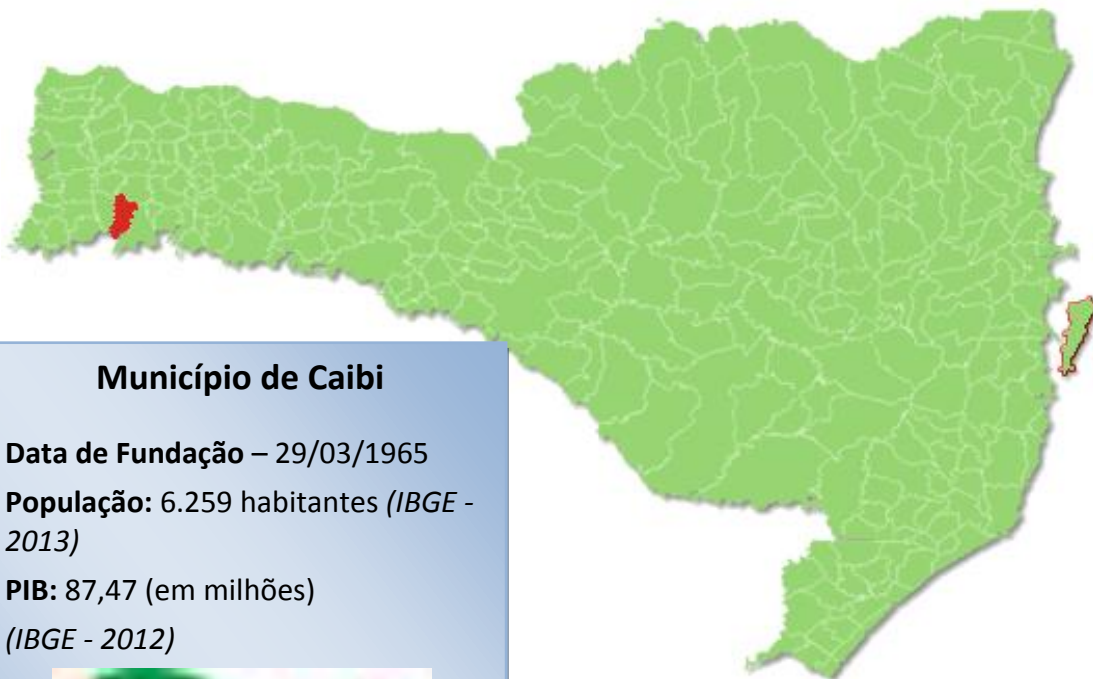 Município de Caibi
Data de Fundação – 29/03/1965
População: 6.259 habitantes (IBGE -
2013)
PIB: 87,47 (em milhões)
(IBGE - 2012)